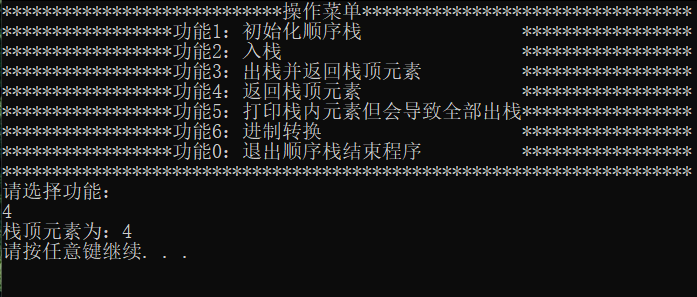 ****************************操作菜单*********************************
*****************功能1：初始化顺序栈                *****************
*****************功能2：入栈                        *****************
*****************功能3：出栈并返回栈顶元素          *****************
*****************功能4：返回栈顶元素                *****************
*****************功能5：打印栈内元素但会导致全部出栈*****************
*****************功能6：进制转换                    *****************
*****************功能0：退出顺序栈结束程序          *****************
*********************************************************************
请选择功能：
4
栈顶元素为：4
请按任意键继续. . .